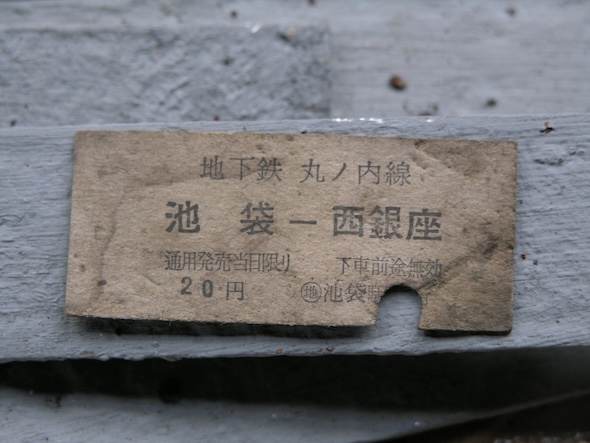 地下鉄 丸ノ内線
池袋－西銀座
通用発売当日限り 下車前途無効
20円 ㊞池袋駅